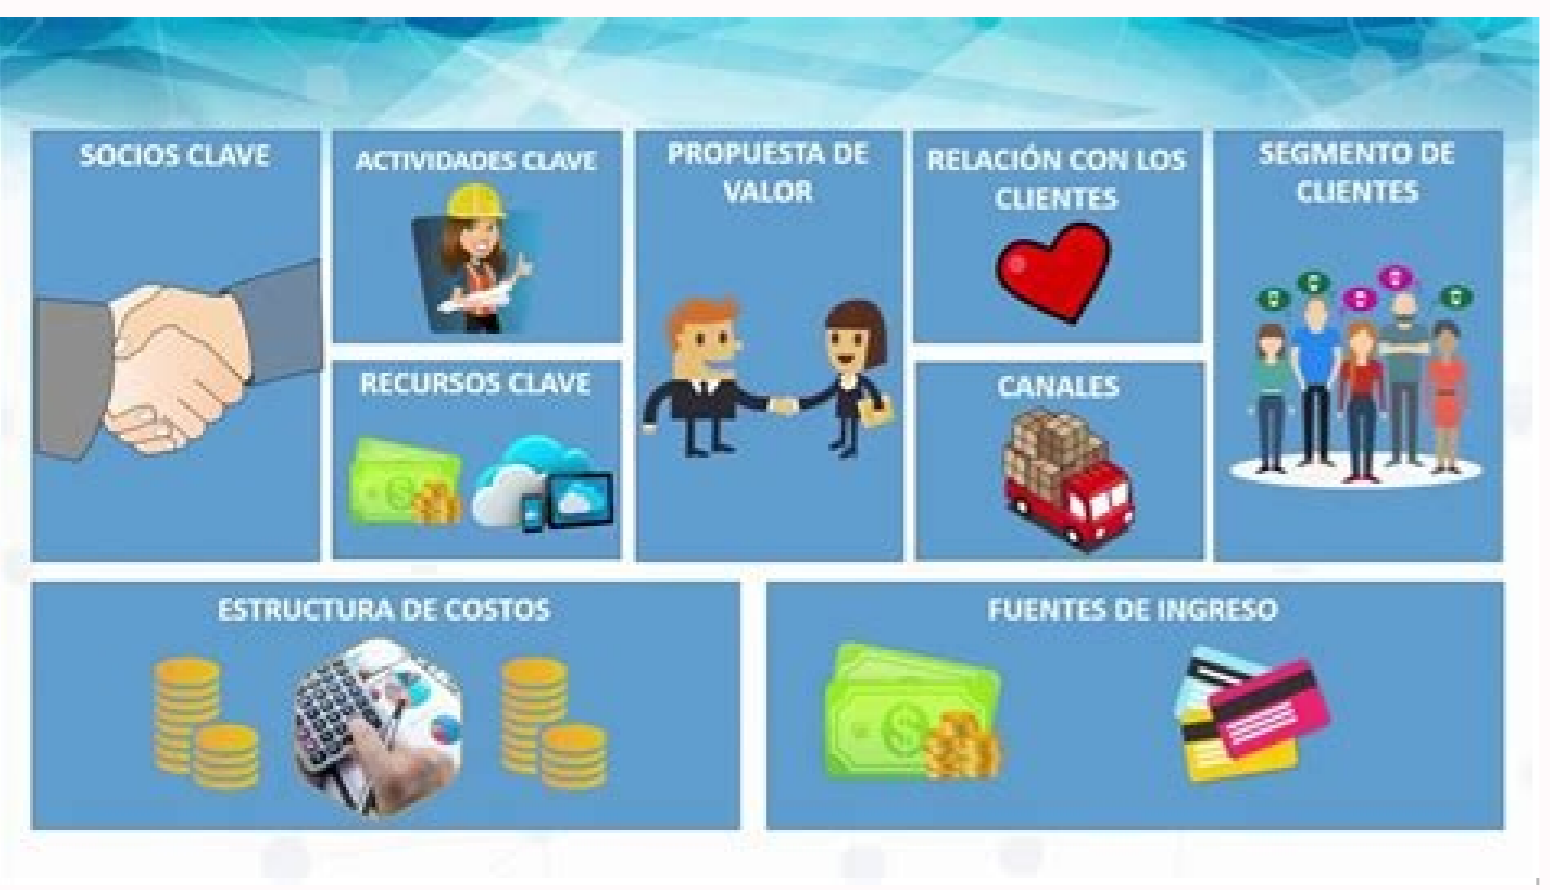 SOCIOS CLAVE
ACTIVIDADES CLAVE
RECURSOS CLAVE
PROPUESTA DE
VALOR
RELACIÓN CON LOS
CLIENTES
CANALES
SEGMENTO DE
CLIENTES
ESTRUCTURA DE COSTOS
FUENTES DE INGRESO